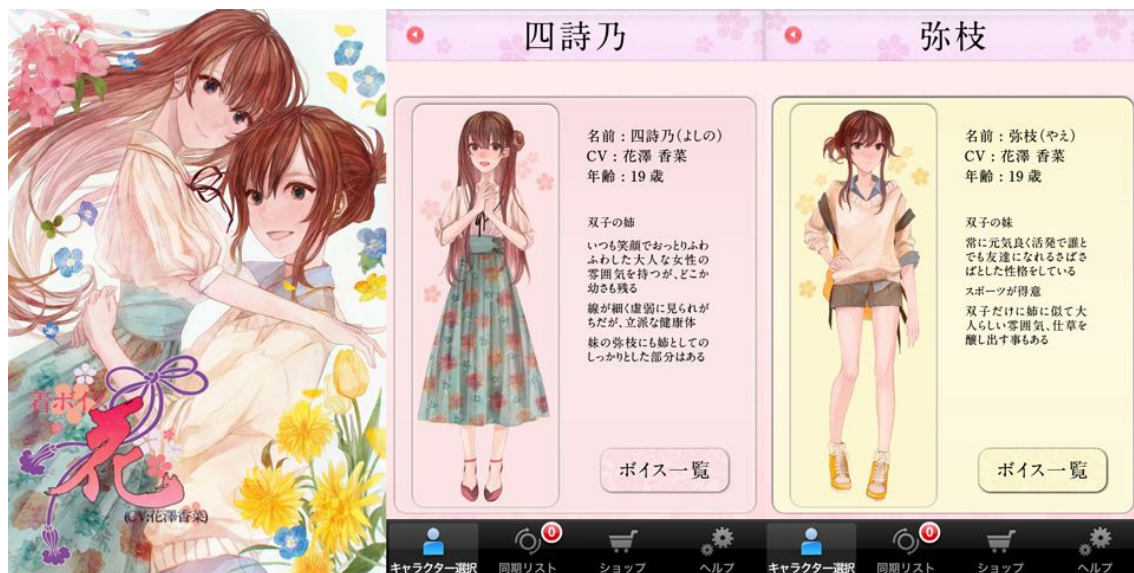 着ボイス
花
(CV:花澤香菜)
四詩乃
名前：四詩乃(よしの)
CV：花澤 香菜
年齢：19 歳
双子の姉
いつも笑顔でおっとりふわ
ふわした大人な女性の
雰囲気を持つが、どこか
幼さも残る
線が細く虚弱に見られが
ちだが、立派な健康体
妹の弥枝にも姉としての
しっかりとした部分はある
ボイス一覧
キャラクター選択
同期リスト
0
ショップ
ヘルプ
弥枝
名前：弥枝(やえ)
CV：花澤 香菜
年齢：19 歳
双子の妹
常に元気良く活発で誰と
でも友達になれるさばさ
ばとした性格をしている
スポーツが得意
双子だけに姉に似て大
人らしい雰囲気、仕草を
醸し出す事もある
ボイス一覧
キャラクター選択
同期リスト
0
ショップ
ヘルプ